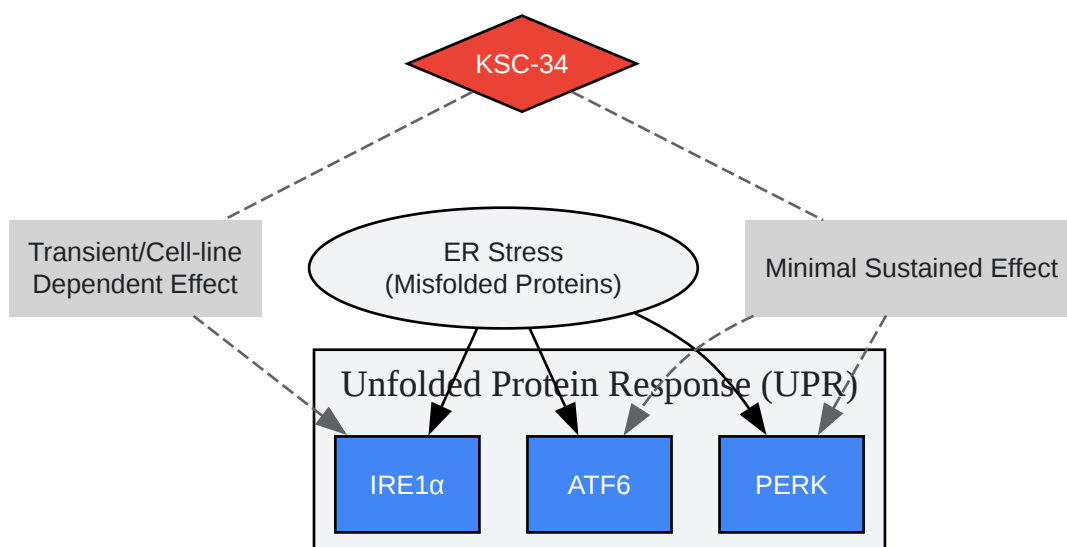 KSC-34
Transient/Cell-line
Dependent Effect
ER Stress
(Misfolded Proteins)
Minimal Sustained Effect
Unfolded Protein Response (UPR)
IRE1α
ATF6
PERK